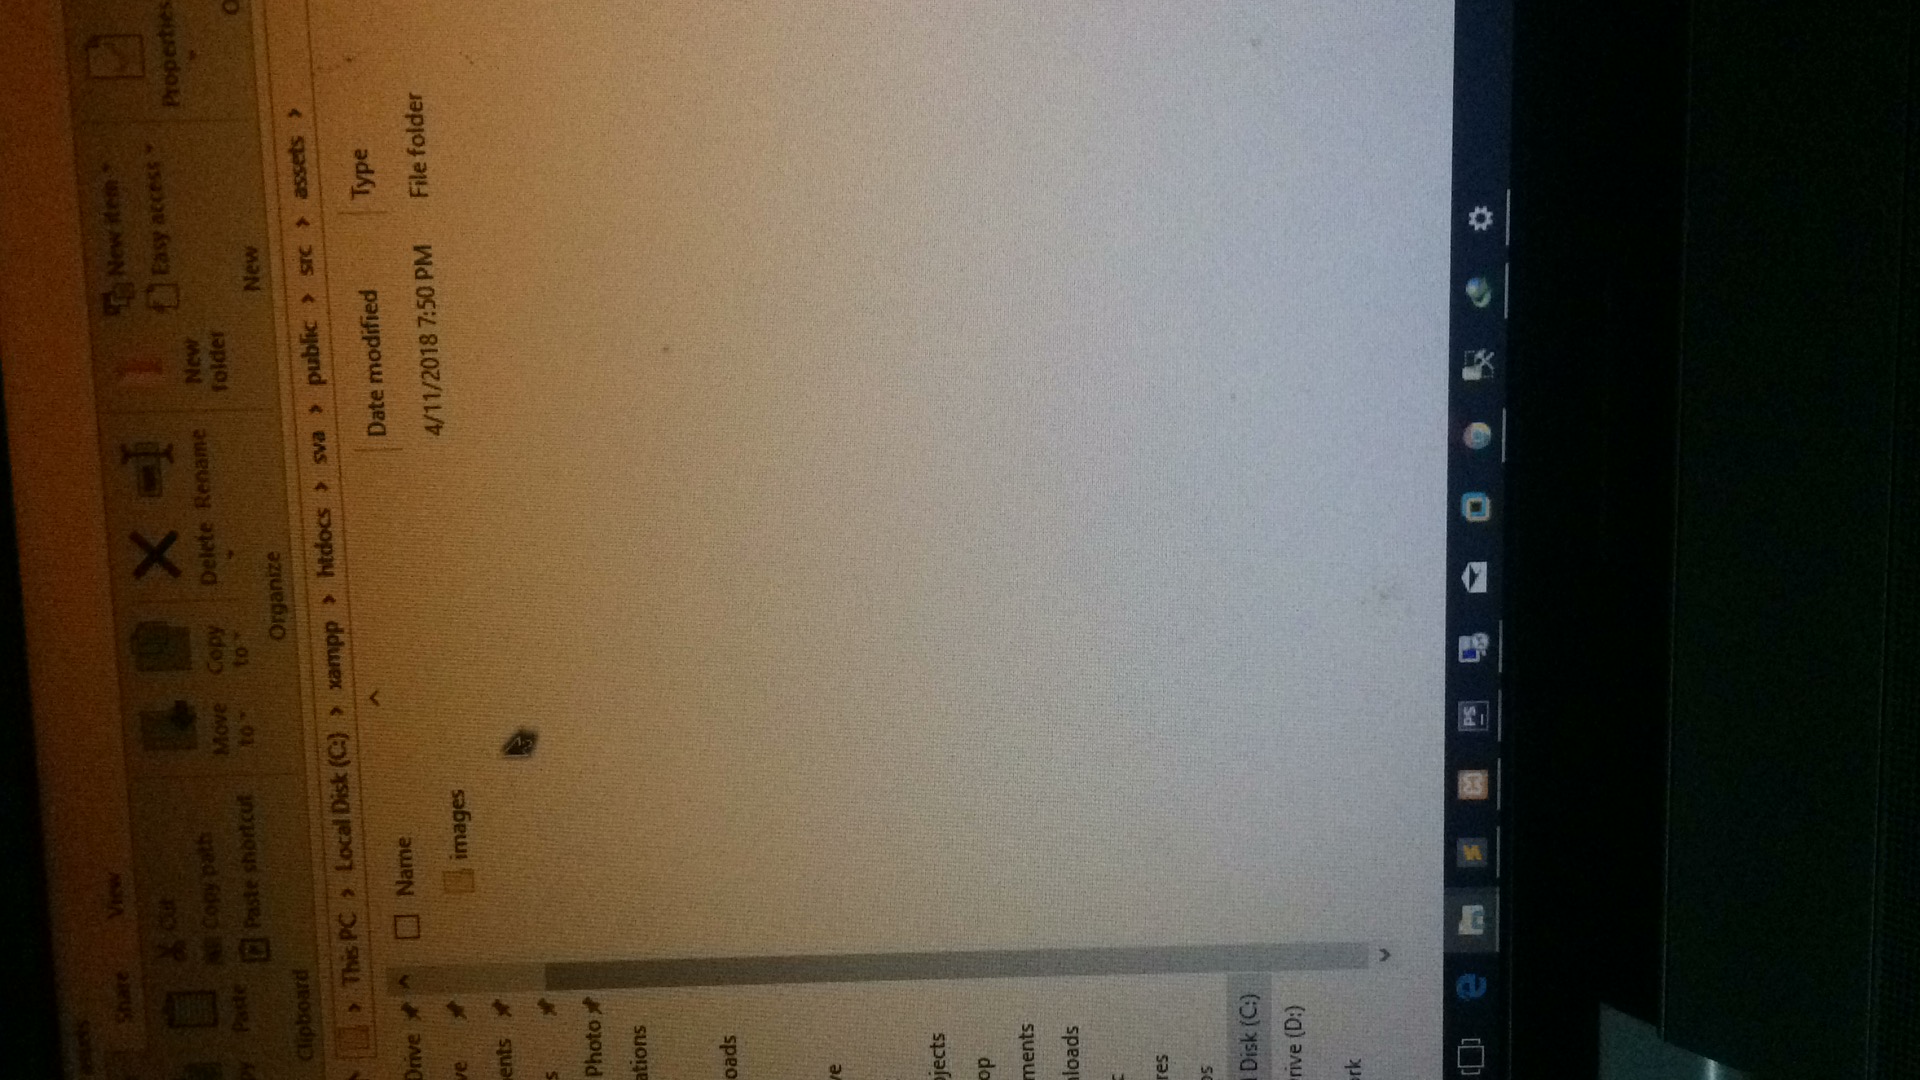 assets
Share View
Cut
Copy path
Paste
Paste shortcut
Clipboard
Move to
Copy to
Delete
Rename
Organize
New folder
New item
Easy access
New
Properties
This PC > Local Disk (C:) > xampp > htdocs > sva > public > src > assets >
Name Date modified Type
images 4/11/2018 7:50 PM File folder
Drive
ve
ents
s
Photo
ations
oads
ve
jects
op
ments
loads
res
os
Disk (C:)
rive (D:)
ork
PS